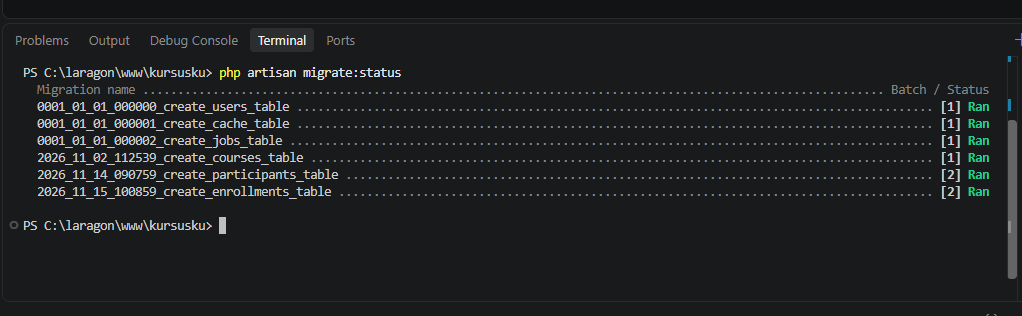 Problems Output Debug Console Terminal Ports
PS C:\laragon\www\kursusku> php artisan migrate:status
Migration name ........................................................................................................... Batch / Status
0001_01_01_000000_create_users_table ............................................................................................ [1] Ran
0001_01_01_000001_create_cache_table ............................................................................................ [1] Ran
0001_01_01_000002_create_jobs_table ............................................................................................. [1] Ran
2026_11_02_112539_create_courses_table .......................................................................................... [1] Ran
2026_11_14_090759_create_participants_table ..................................................................................... [2] Ran
2026_11_15_100859_create_enrollments_table ...................................................................................... [2] Ran
PS C:\laragon\www\kursusku>